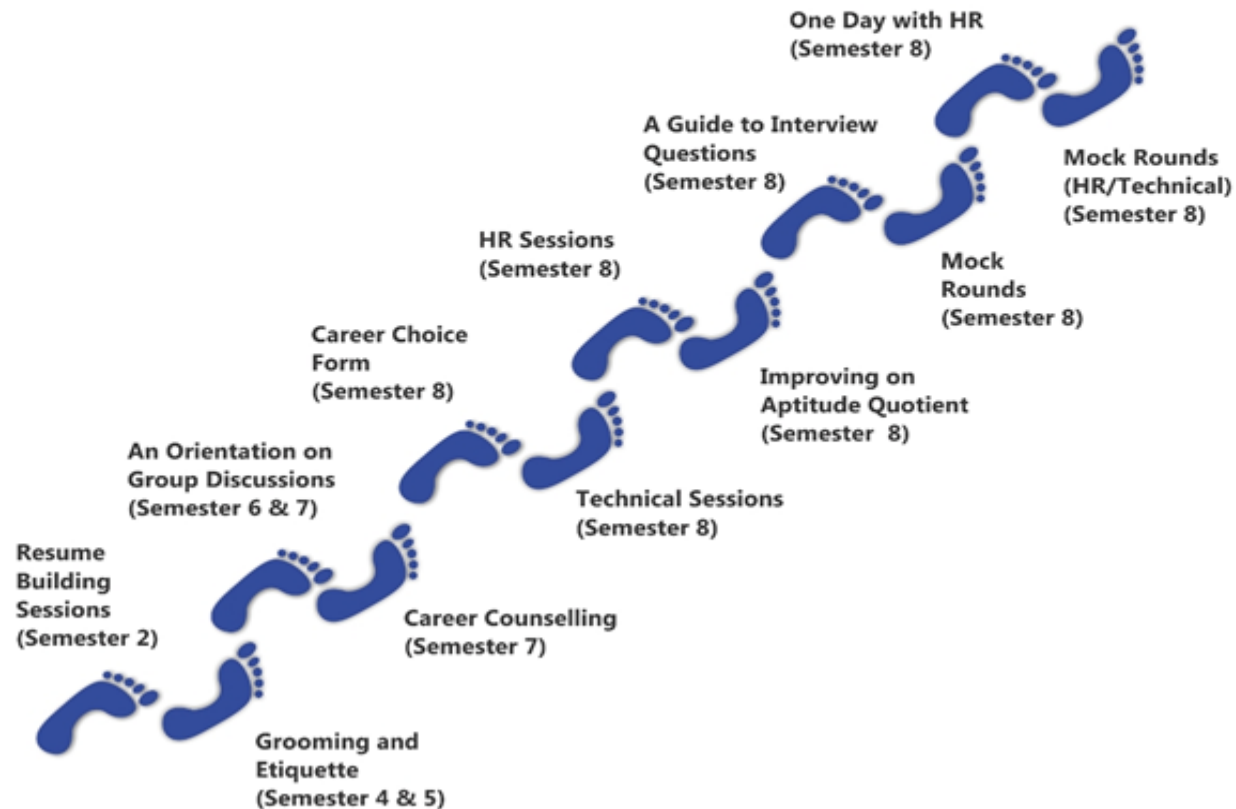 One Day with HR
(Semester 8)
A Guide to Interview
Questions
(Semester 8)
Mock Rounds
(HR/Technical)
(Semester 8)
HR Sessions
(Semester 8)
Mock
Rounds
(Semester 8)
Career Choice
Form
(Semester 8)
Improving on
Aptitude Quotient
(Semester 8)
An Orientation on
Group Discussions
(Semester 6 & 7)
Technical Sessions
(Semester 8)
Resume
Building
Sessions
(Semester 2)
Career Counselling
(Semester 7)
Grooming and
Etiquette
(Semester 4 & 5)